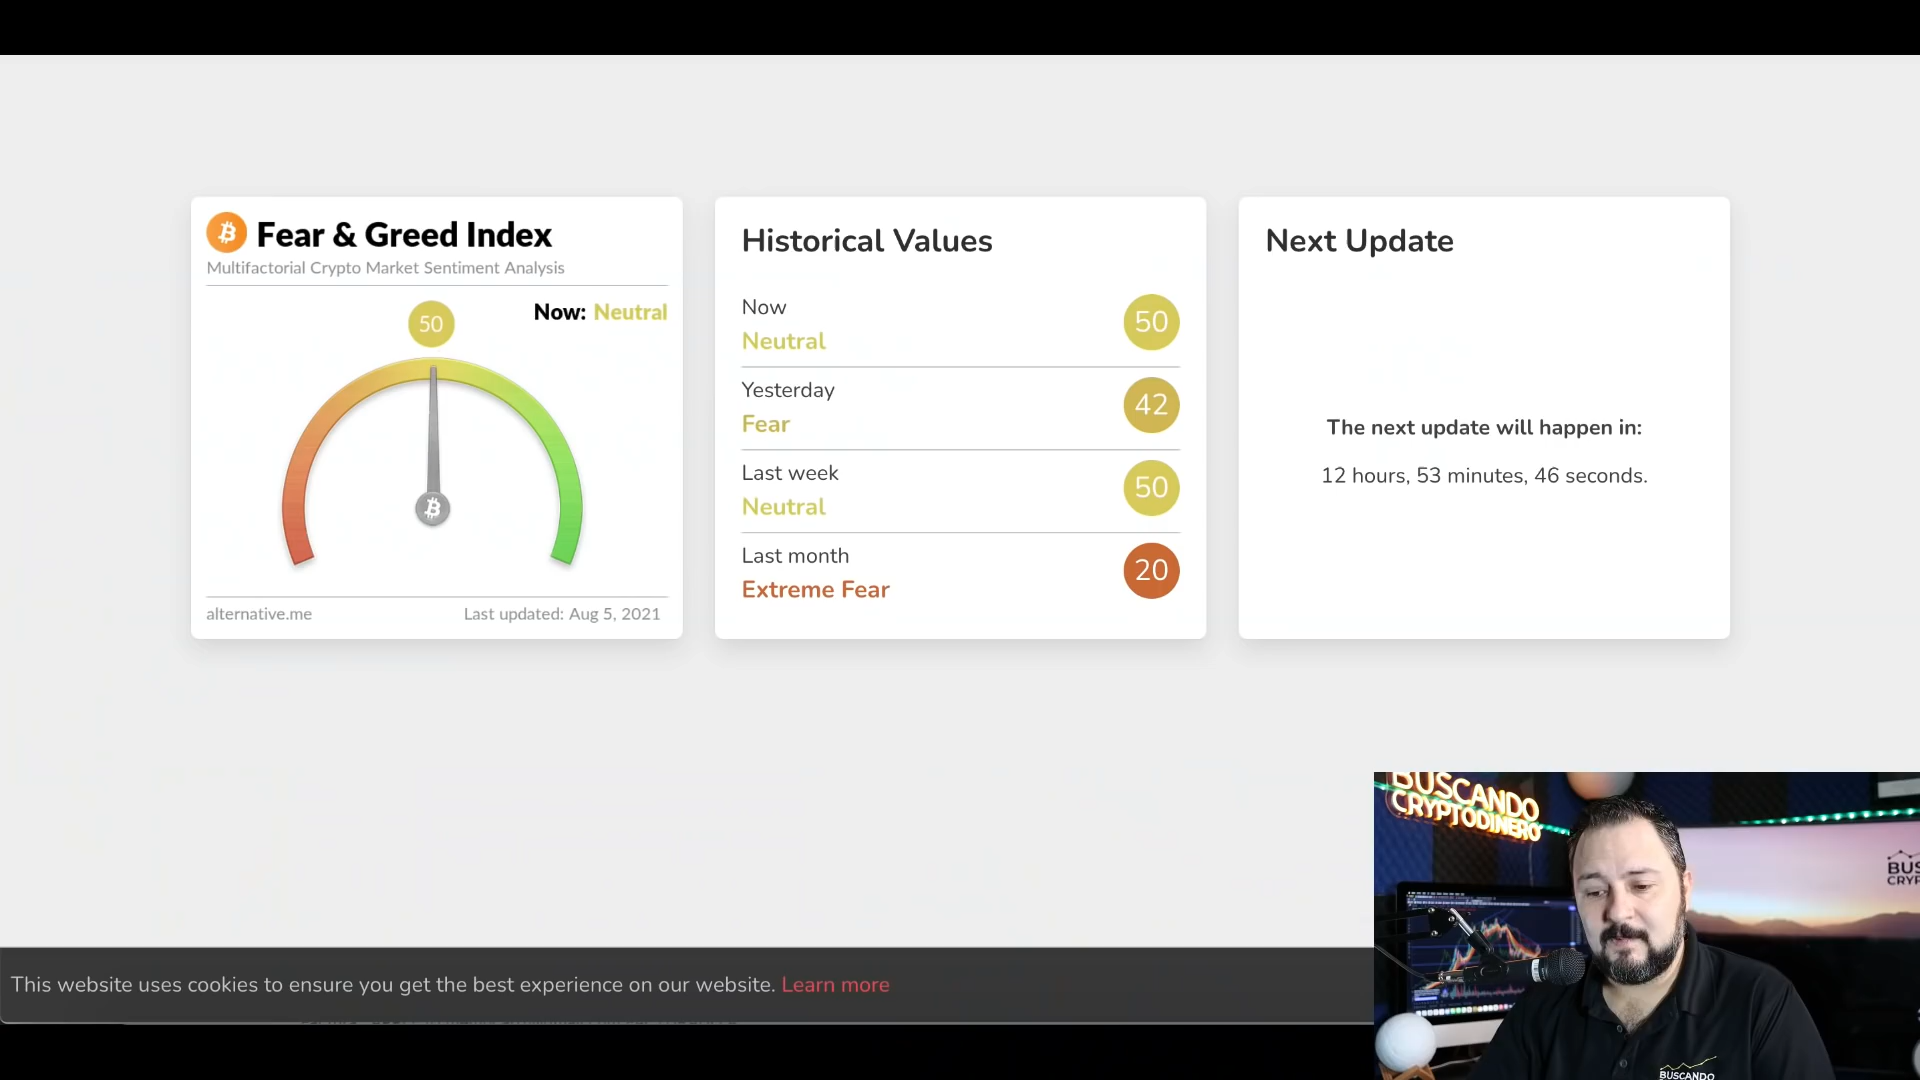 Fear & Greed Index
Multifactorial Crypto Market Sentiment Analysis
Now: Neutral
50
alternative.me
Last updated: Aug 5, 2021
Historical Values
Now
Neutral
50
Yesterday
Fear
42
Last week
Neutral
50
Last month
Extreme Fear
20
Next Update
The next update will happen in:
12 hours, 53 minutes, 46 seconds.
This website uses cookies to ensure you get the best experience on our website. Learn more
BUSCANDO
CRYPTODINERO
BUS
CRYP
BUSCANDO